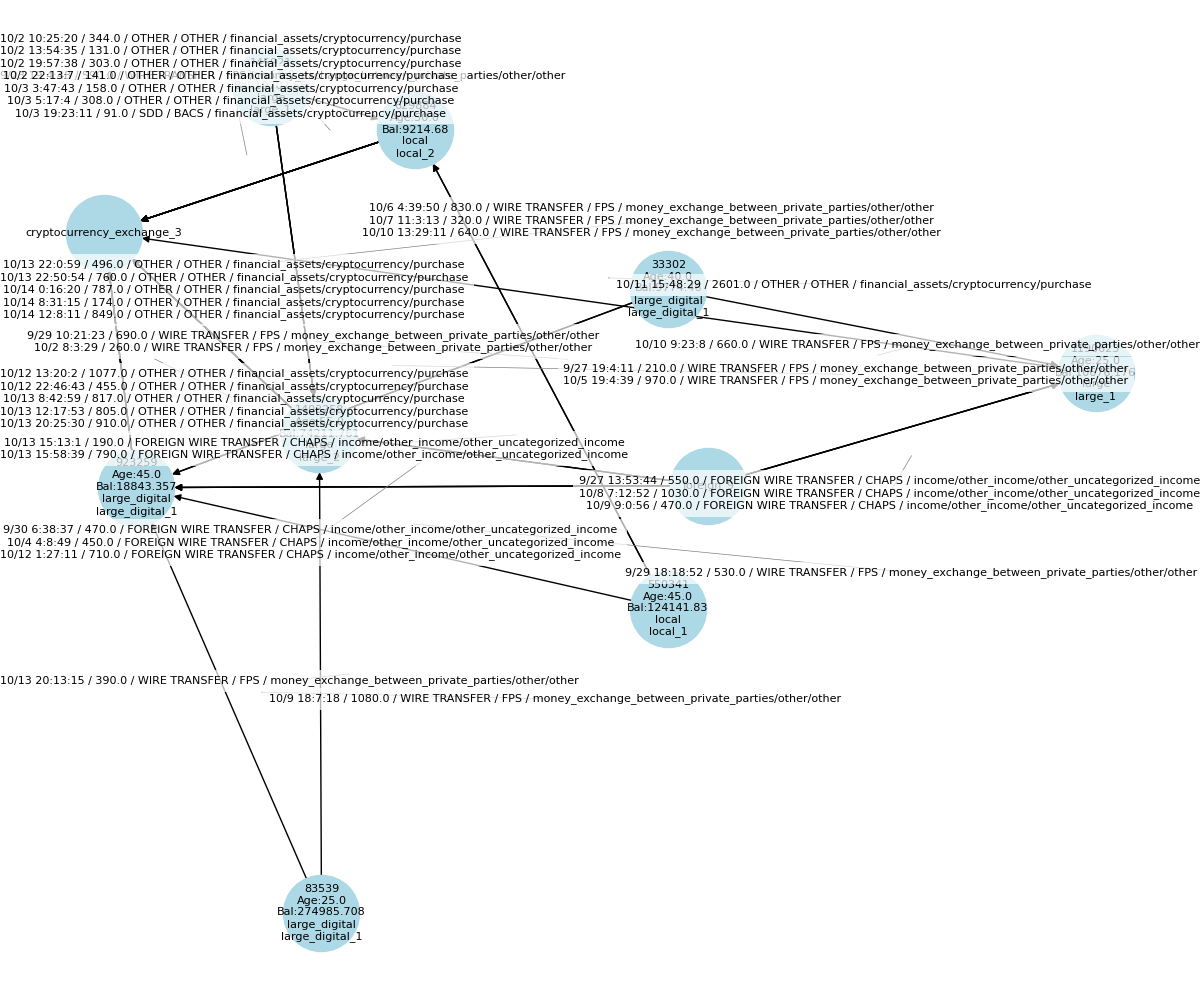 10/2 10:25:20 / 344.0 / OTHER / OTHER / financial_assets/cryptocurrency/purchase
10/2 13:54:35 / 131.0 / OTHER / OTHER / financial_assets/cryptocurrency/purchase
10/2 19:57:38 / 303.0 / OTHER / OTHER / financial_assets/cryptocurrency/purchase
10/2 22:13:7 / 141.0 / OTHER / OTHER / financial_assets/cryptocurrency/purchase
parties/other/other
10/3 3:47:43 / 158.0 / OTHER / OTHER / financial_assets/cryptocurrency/purchase
10/3 5:17:4 / 308.0 / OTHER / OTHER / financial_assets/cryptocurrency/purchase
10/3 19:23:11 / 91.0 / SDD / BACS / financial_assets/cryptocurrency/purchase
Bal:9214.68
local
local_2
10/6 4:39:50 / 830.0 / WIRE TRANSFER / FPS / money_exchange_between_private_parties/other/other
10/7 11:3:13 / 320.0 / WIRE TRANSFER / FPS / money_exchange_between_private_parties/other/other
10/10 13:29:11 / 640.0 / WIRE TRANSFER / FPS / money_exchange_between_private_parties/other/other
cryptocurrency_exchange_3
10/13 22:0:59 / 496.0 / OTHER / OTHER / financial_assets/cryptocurrency/purchase
10/13 22:50:54 / 760.0 / OTHER / OTHER / financial_assets/cryptocurrency/purchase
10/14 0:16:20 / 787.0 / OTHER / OTHER / financial_assets/cryptocurrency/purchase
10/14 8:31:15 / 174.0 / OTHER / OTHER / financial_assets/cryptocurrency/purchase
10/14 12:8:11 / 849.0 / OTHER / OTHER / financial_assets/cryptocurrency/purchase
33302
Age:40.0
10/11 15:48:29 / 2601.0 / OTHER / OTHER / financial_assets/cryptocurrency/purchase
large_digital
large_digital_1
9/29 10:21:23 / 690.0 / WIRE TRANSFER / FPS / money_exchange_between_private_parties/other/other
10/2 8:3:29 / 260.0 / WIRE TRANSFER / FPS / money_exchange_between_private_parties/other/other
10/10 9:23:8 / 660.0 / WIRE TRANSFER / FPS / money_exchange_between_private_parties/other/other
Age:25.0
9/27 19:4:11 / 210.0 / WIRE TRANSFER / FPS / money_exchange_between_private_parties/other/other
10/5 19:4:39 / 970.0 / WIRE TRANSFER / FPS / money_exchange_between_private_parties/other/other
large
large_1
10/12 13:20:2 / 1077.0 / OTHER / OTHER / financial_assets/cryptocurrency/purchase
10/12 22:46:43 / 455.0 / OTHER / OTHER / financial_assets/cryptocurrency/purchase
10/13 8:42:59 / 817.0 / OTHER / OTHER / financial_assets/cryptocurrency/purchase
10/13 12:17:53 / 805.0 / OTHER / OTHER / financial_assets/cryptocurrency/purchase
10/13 20:25:30 / 910.0 / OTHER / OTHER / financial_assets/cryptocurrency/purchase
10/13 15:13:1 / 190.0 / FOREIGN WIRE TRANSFER / CHAPS / income/other_income/other_uncategorized_income
10/13 15:58:39 / 790.0 / FOREIGN WIRE TRANSFER / CHAPS / income/other_income/other_uncategorized_income
923259
Age:45.0
Bal:18843.357
large_digital
large_digital_1
9/27 13:53:44 / 550.0 / FOREIGN WIRE TRANSFER / CHAPS / income/other_income/other_uncategorized_income
10/8 7:12:52 / 1030.0 / FOREIGN WIRE TRANSFER / CHAPS / income/other_income/other_uncategorized_income
10/9 9:0:56 / 470.0 / FOREIGN WIRE TRANSFER / CHAPS / income/other_income/other_uncategorized_income
9/30 6:38:37 / 470.0 / FOREIGN WIRE TRANSFER / CHAPS / income/other_income/other_uncategorized_income
10/4 4:8:49 / 450.0 / FOREIGN WIRE TRANSFER / CHAPS / income/other_income/other_uncategorized_income
10/12 1:27:11 / 710.0 / FOREIGN WIRE TRANSFER / CHAPS / income/other_income/other_uncategorized_income
9/29 18:18:52 / 530.0 / WIRE TRANSFER / FPS / money_exchange_between_private_parties/other/other
550341
Age:45.0
Bal:124141.83
local
local_1
10/13 20:13:15 / 390.0 / WIRE TRANSFER / FPS / money_exchange_between_private_parties/other/other
10/9 18:7:18 / 1080.0 / WIRE TRANSFER / FPS / money_exchange_between_private_parties/other/other
83539
Age:25.0
Bal:274985.708
large_digital
large_digital_1